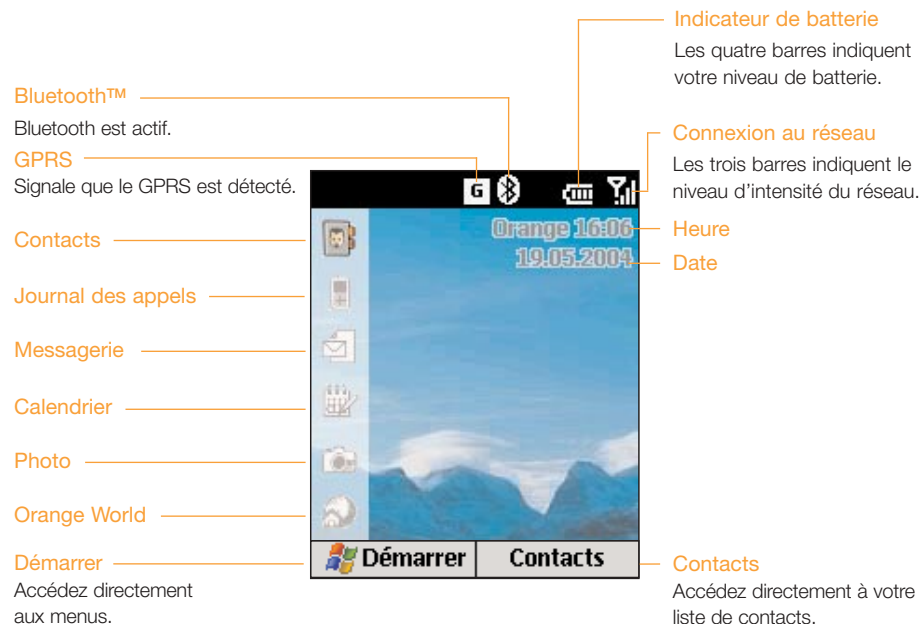 Indicateur de batterie
Les quatre barres indiquent
votre niveau de batterie.
Bluetooth™
Bluetooth est actif.
GPRS
Signale que le GPRS est détecté.
Connexion au réseau
Les trois barres indiquent le
niveau d'intensité du réseau.
G
Orange 16:06
19.05.2004
Heure
Date
Contacts
Journal des appels
Messagerie
Calendrier
Photo
Orange World
Démarrer
Accédez directement
aux menus.
Démarrer
Contacts
Contacts
Accédez directement à votre
liste de contacts.